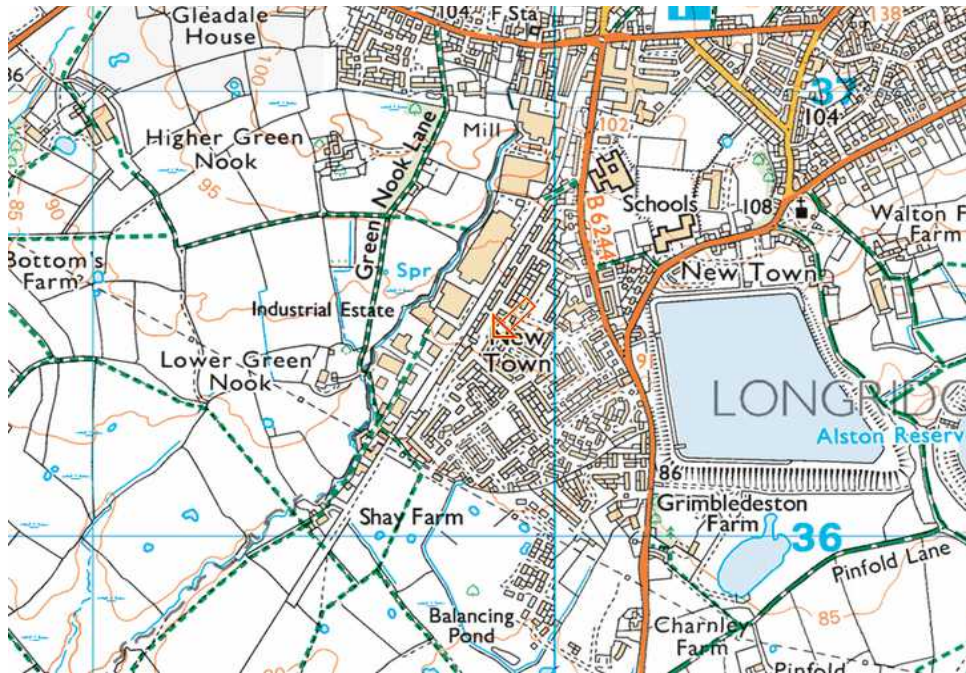 Gleadale
House
104
F Sta
138
86
100
37
104
Higher Green
Nook
Mill
102
95
Green Nook Lane
85
90
B6244
Schools
108
Walton F
Farm
Bottom's
Farm
Spr
New Town
Industrial Estate
New
Town
91
Lower Green
Nook
LONGRIDG
Alston Reserv
86
Grimbledeston
Farm
Shay Farm
36
Pinfold Lane
Balancing
Pond
85
Charnley
Farm
Pinfold